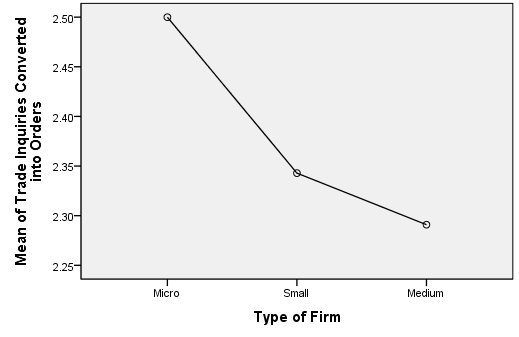 Mean of Trade Inquiries Converted
into Orders
2.50
2.45
2.40
2.35
2.30
2.25
Micro
Small
Medium
Type of Firm